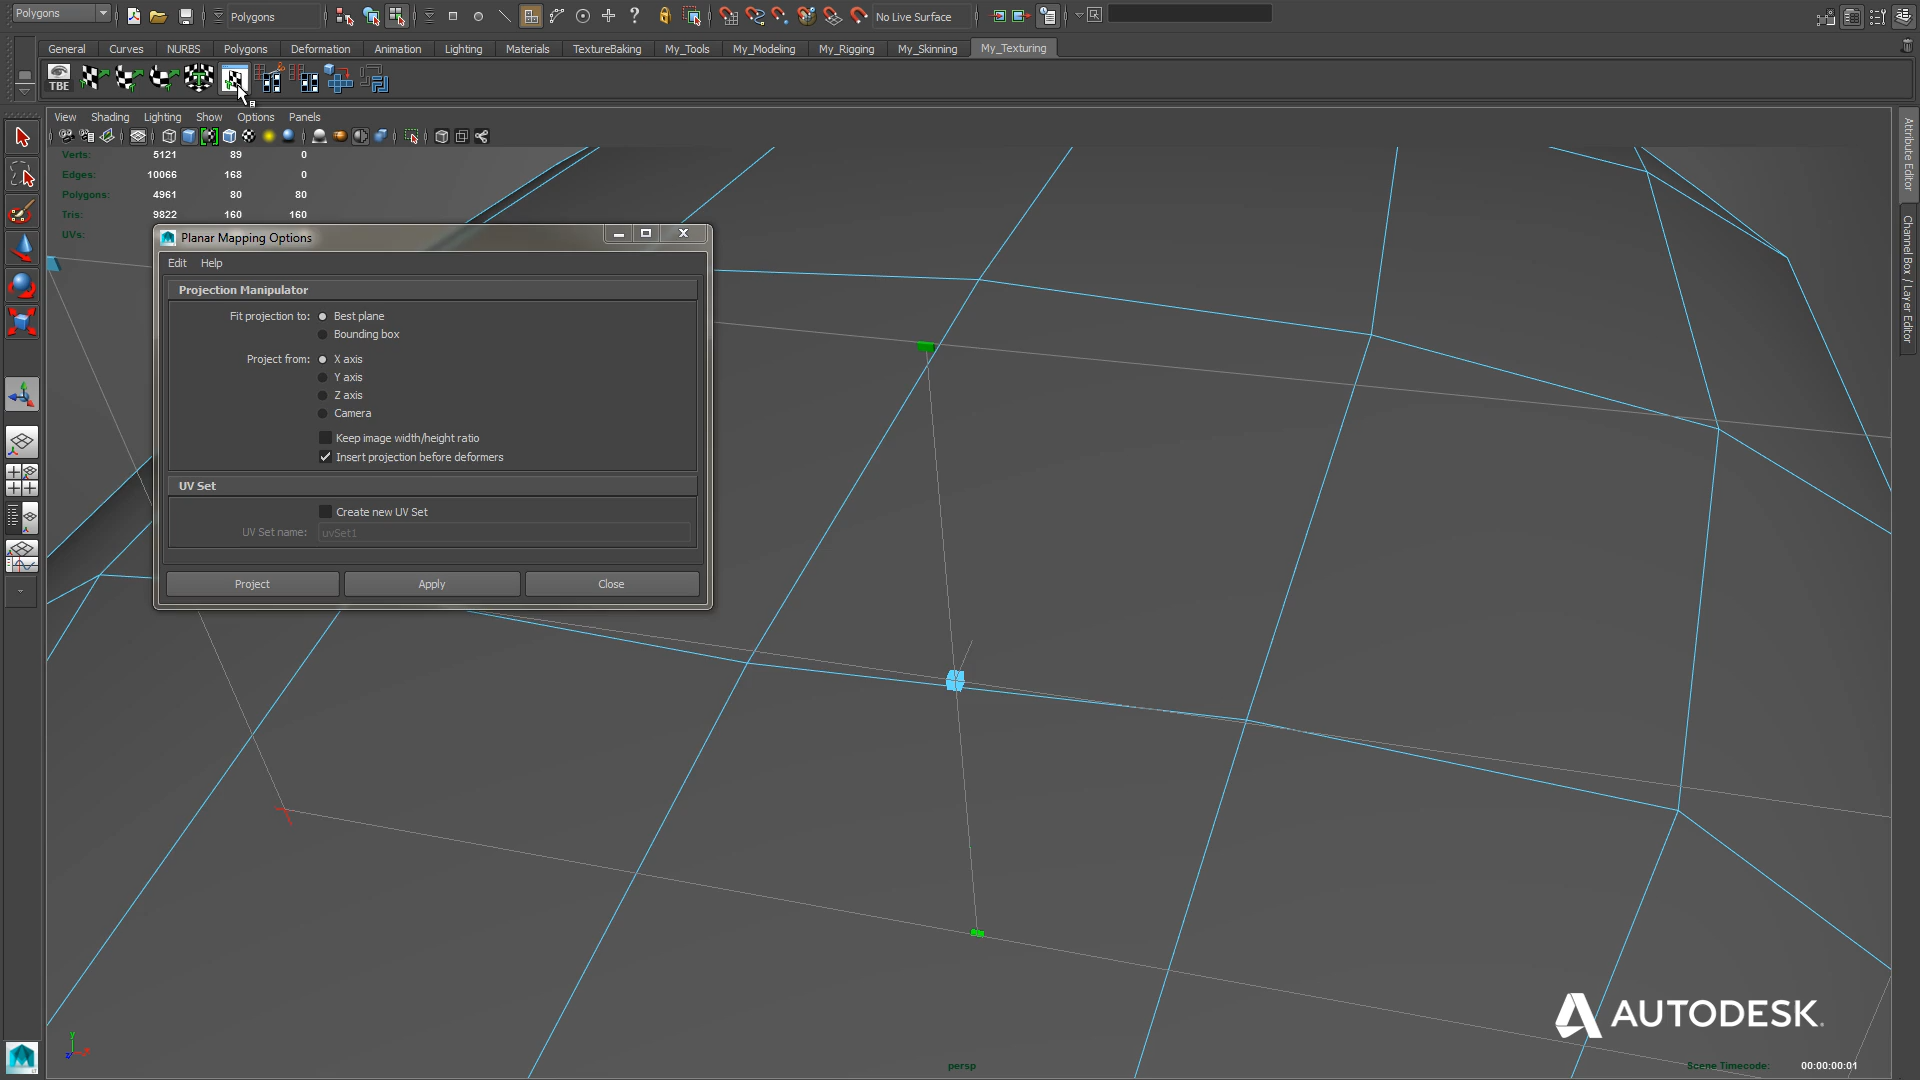 Polygons
Polygons
No Live Surface
General Curves NURBS Polygons Deformation Animation Lighting Materials TextureBaking My_Tools My_Modeling My_Rigging My_Skinning My_Texturing
TBE
View Shading Lighting Show Options Panels
Verts: 5121 89 0
Edges: 10066 168 0
Polygons: 4961 80 80
Tris: 9822 160 160
UVs:
Planar Mapping Options
Edit Help
Projection Manipulator
Fit projection to: Best plane
Bounding box
Project from: X axis
Y axis
Z axis
Camera
Keep image width/height ratio
Insert projection before deformers
UV Set
Create new UV Set
UV Set name: uvSet1
Project Apply Close
Attribute Editor
Channel Box / Layer Editor
AUTODESK.
y
z
persp
Scene Timecode: 00:00:00:01